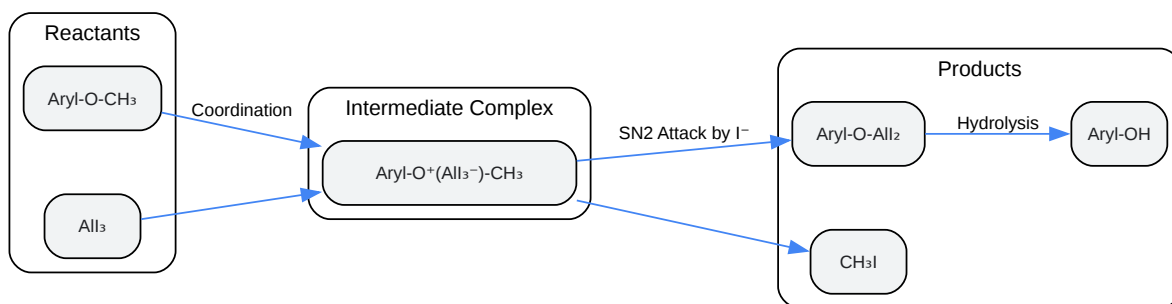 Reactants
Aryl-O-CH₃
AlI₃
Coordination
Intermediate Complex
Aryl-O⁺(AlI₃⁻)-CH₃
SN2 Attack by I⁻
Products
Aryl-O-AlI₂
Hydrolysis
Aryl-OH
CH₃I